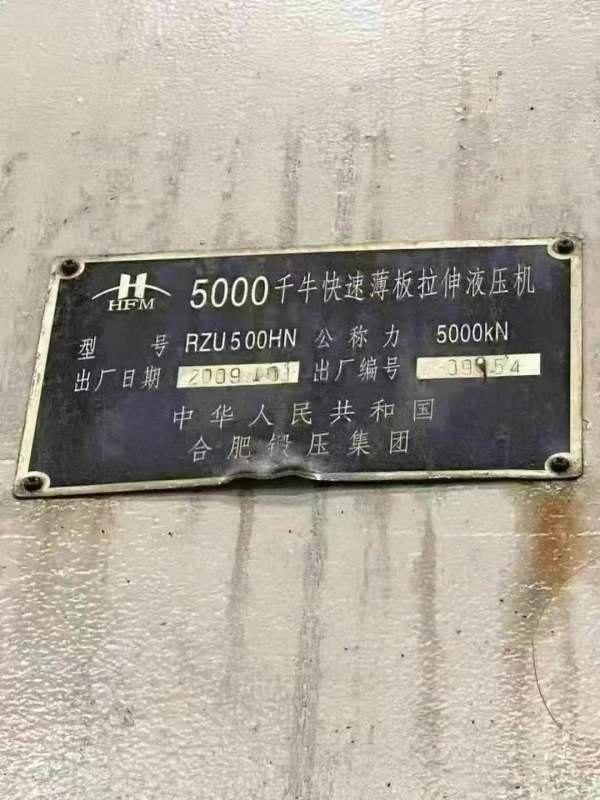 HFM
5000千牛快速薄板拉伸液压机
型 号 RZU500HN 公称力 5000kN
出厂日期 2009.10 出厂编号
中华人民共和国
合肥锻压集团